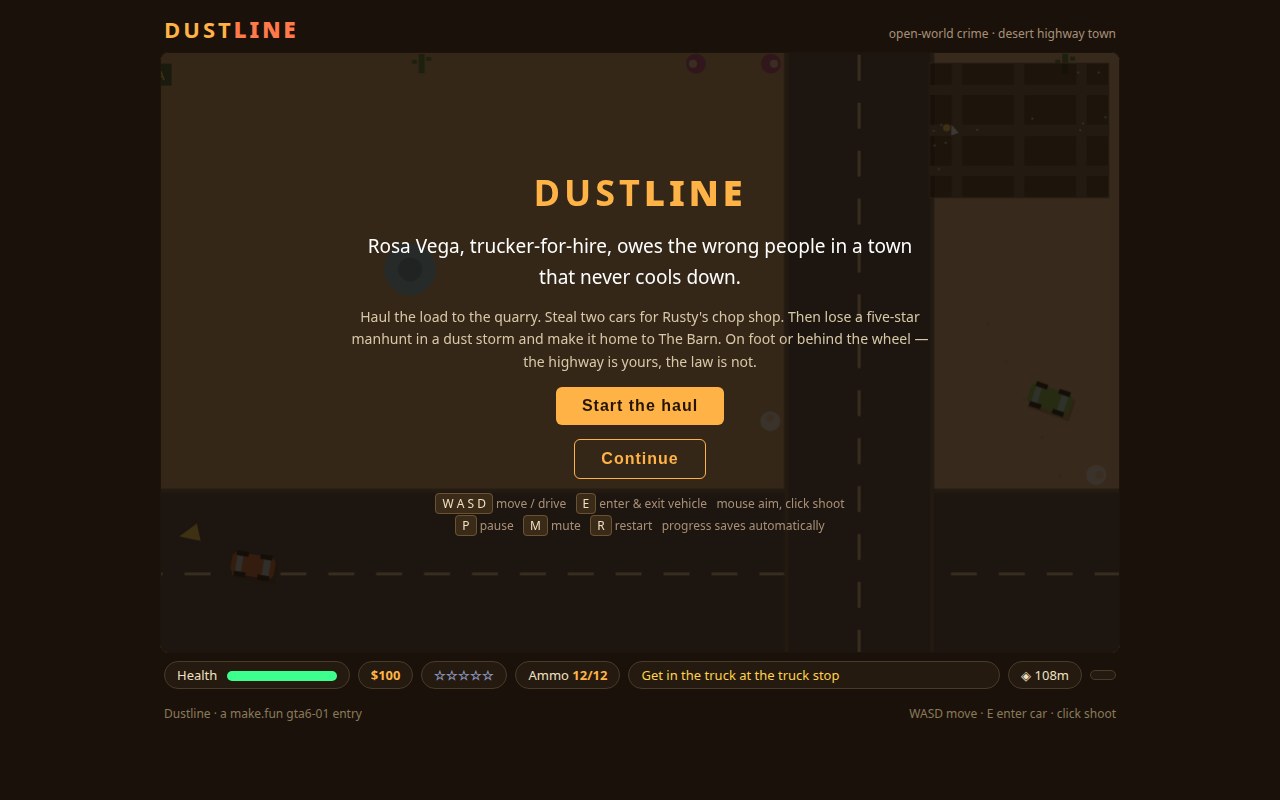 DUSTLINE
open-world crime · desert highway town
DUSTLINE
Rosa Vega, trucker-for-hire, owes the wrong people in a town
that never cools down.
Haul the load to the quarry. Steal two cars for Rusty's chop shop. Then lose a five-star
manhunt in a dust storm and make it home to The Barn. On foot or behind the wheel —
the highway is yours, the law is not.
Start the haul
Continue
WASD move / drive E enter & exit vehicle mouse aim, click shoot
P pause M mute R restart progress saves automatically
Health $100 ☆☆☆☆☆ Ammo 12/12 Get in the truck at the truck stop ◈ 108m
Dustline · a make.fun gta6-01 entry WASD move · E enter car · click shoot